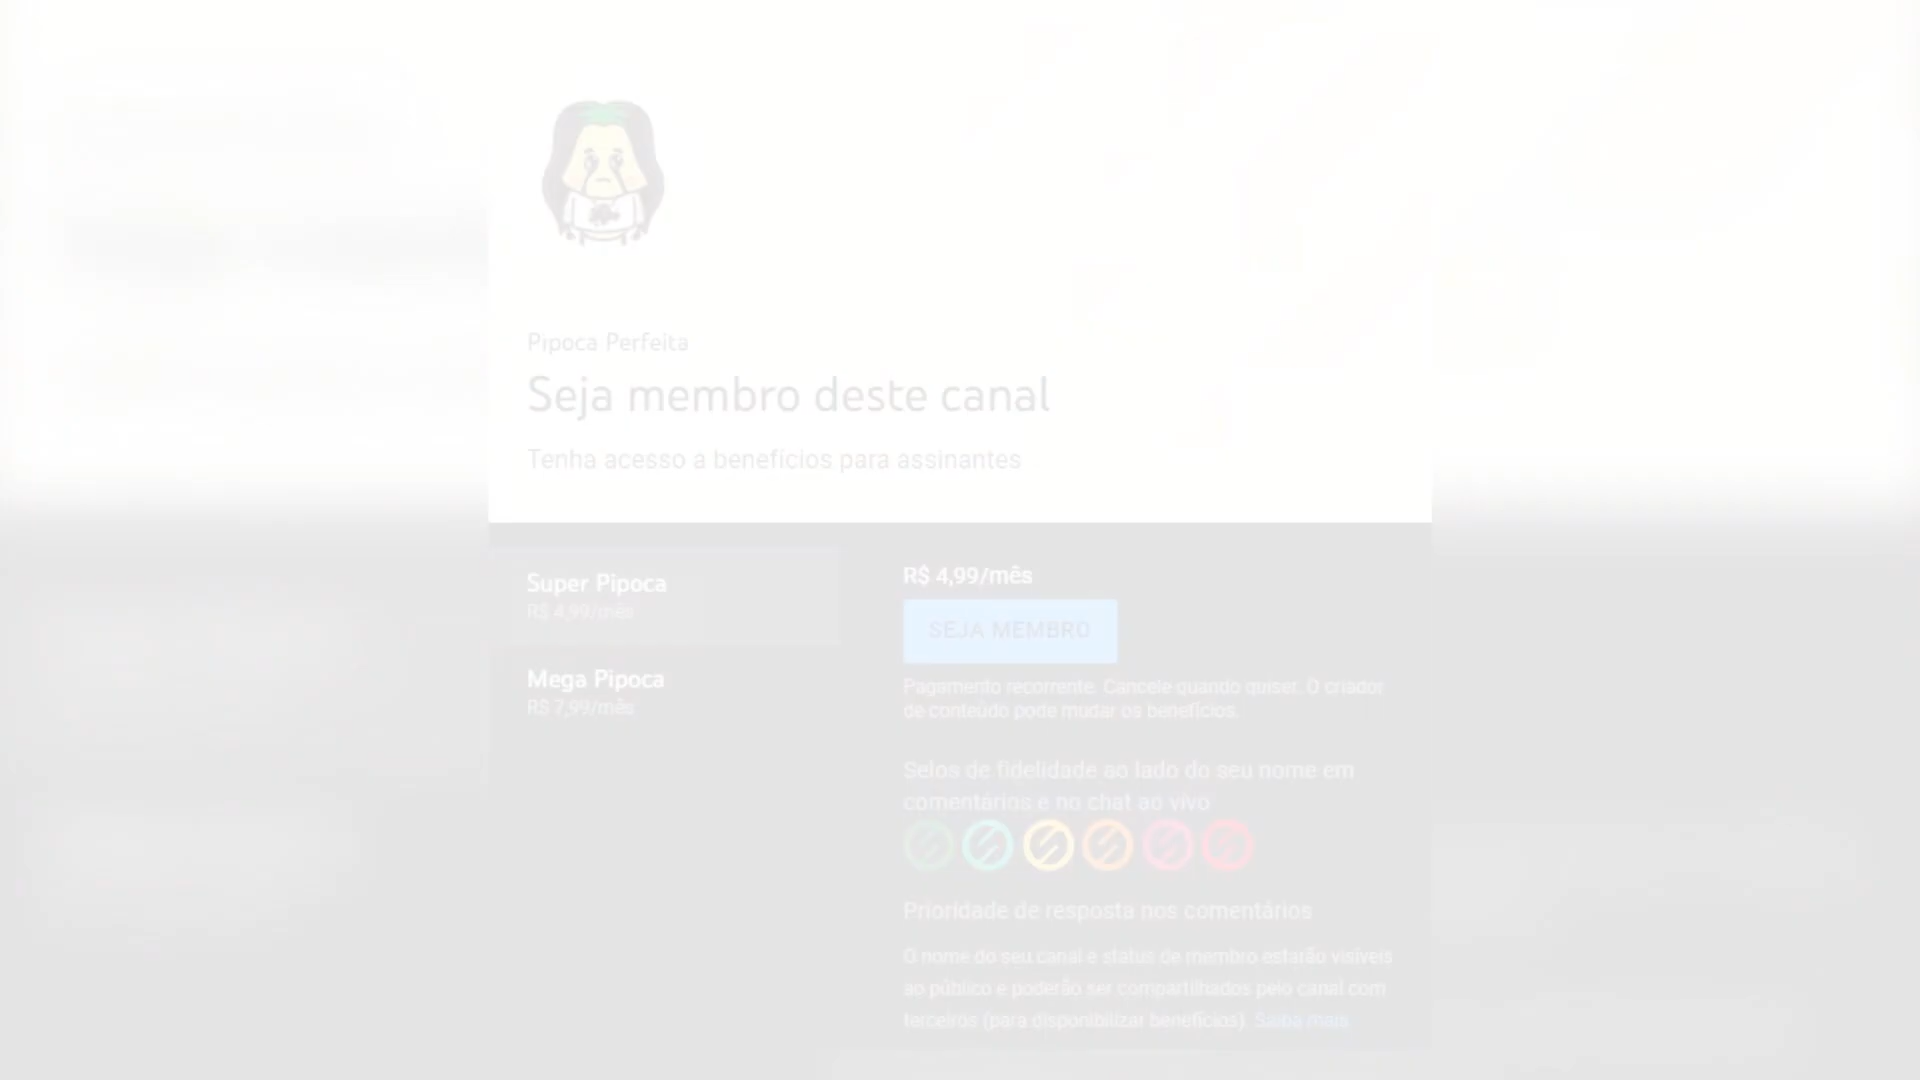 Pipoca Perfeita
Seja membro deste canal
Tenha acesso a benefícios para assinantes
Super Pipoca
R$ 4,99/mês
Mega Pipoca
R$ 7,99/mês
R$ 4,99/mês
SEJA MEMBRO
Pagamento recorrente. Cancele quando quiser. O criador
de conteúdo pode mudar os benefícios.
Selos de fidelidade ao lado do seu nome em
comentários e no chat ao vivo
Prioridade de resposta nos comentários
O nome do seu canal e status de membro estarão visíveis
ao público e poderão ser compartilhados pelo canal com
terceiros (para disponibilizar benefícios). Saiba mais